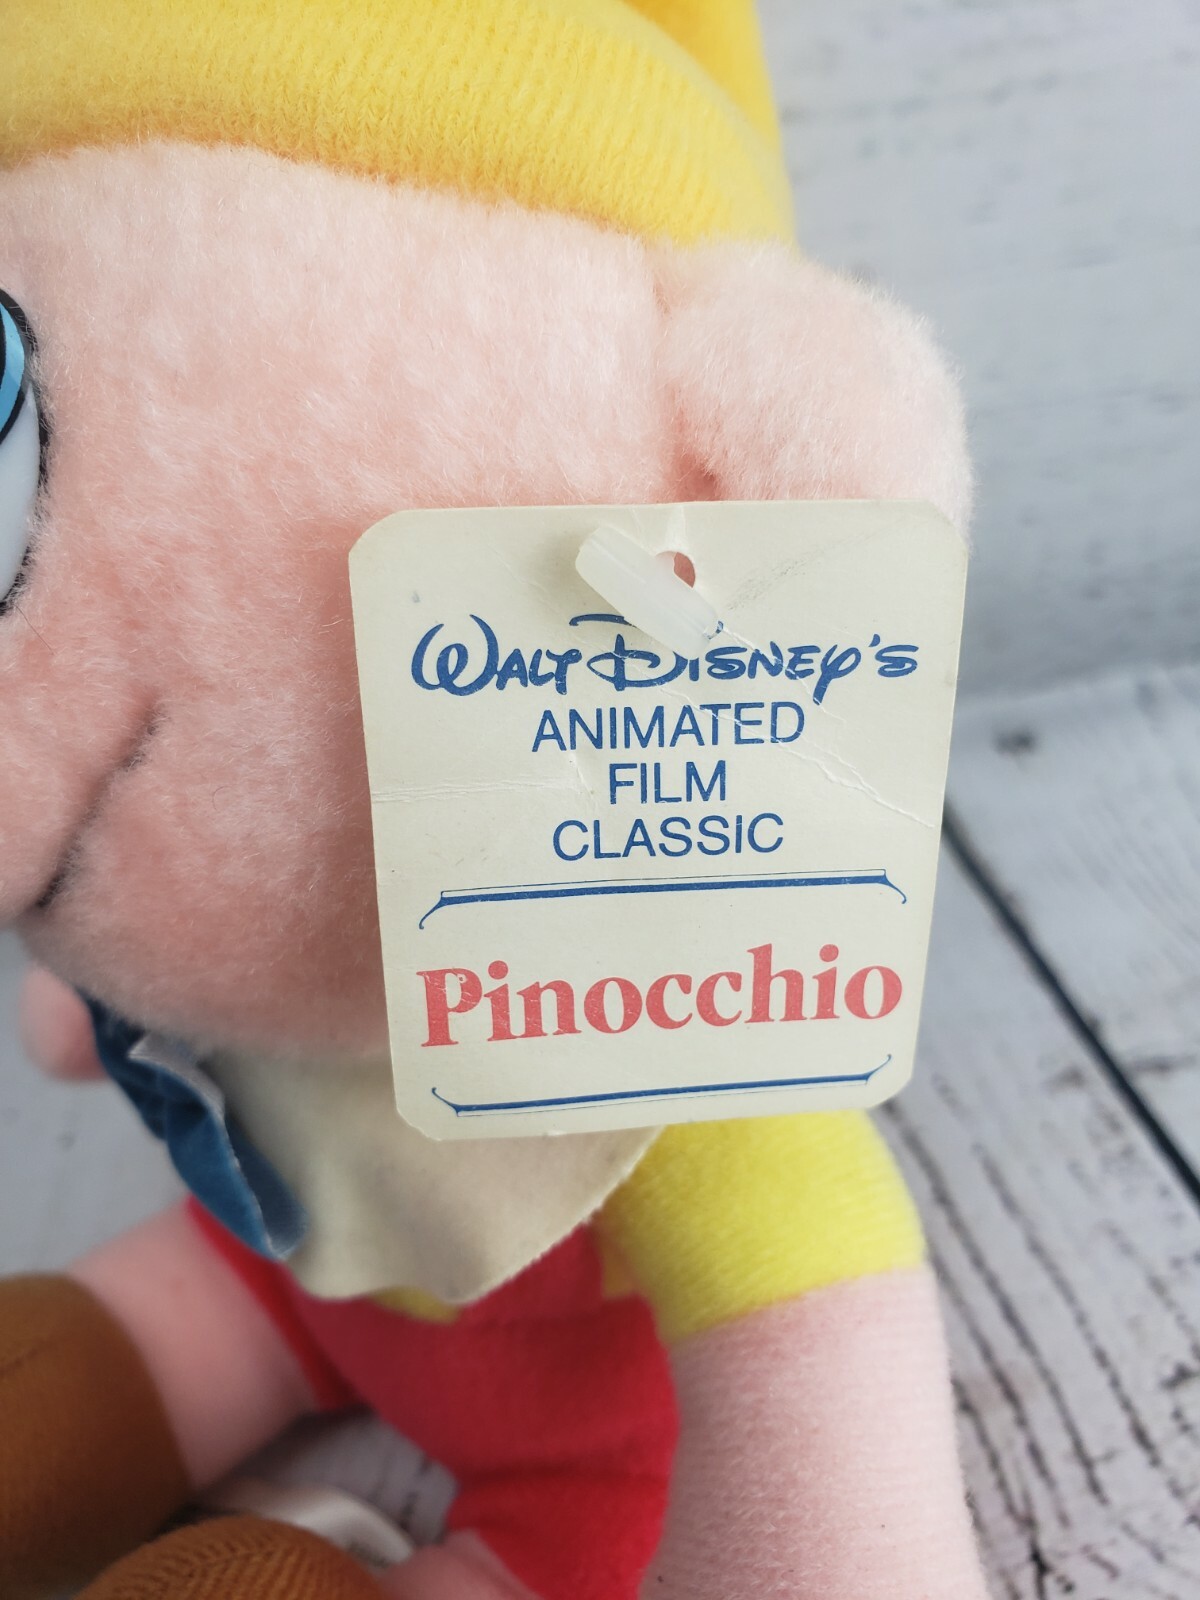 WALT DISNEY'S
ANIMATED
FILM
CLASSIC
Pinocchio